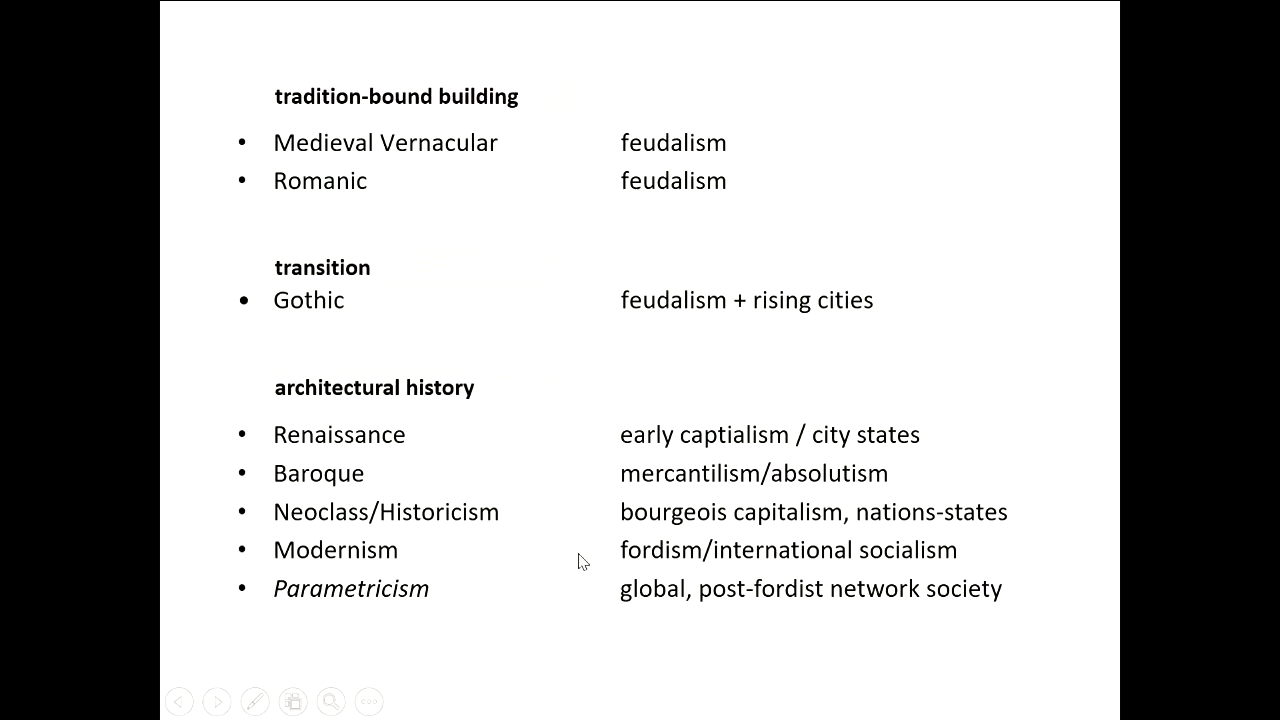 tradition-bound building
• Medieval Vernacular feudalism
• Romanic feudalism
transition
• Gothic feudalism + rising cities
architectural history
• Renaissance early captialism / city states
• Baroque mercantilism/absolutism
• Neoclass/Historicism bourgeois capitalism, nations-states
• Modernism fordism/international socialism
• Parametricism global, post-fordist network society